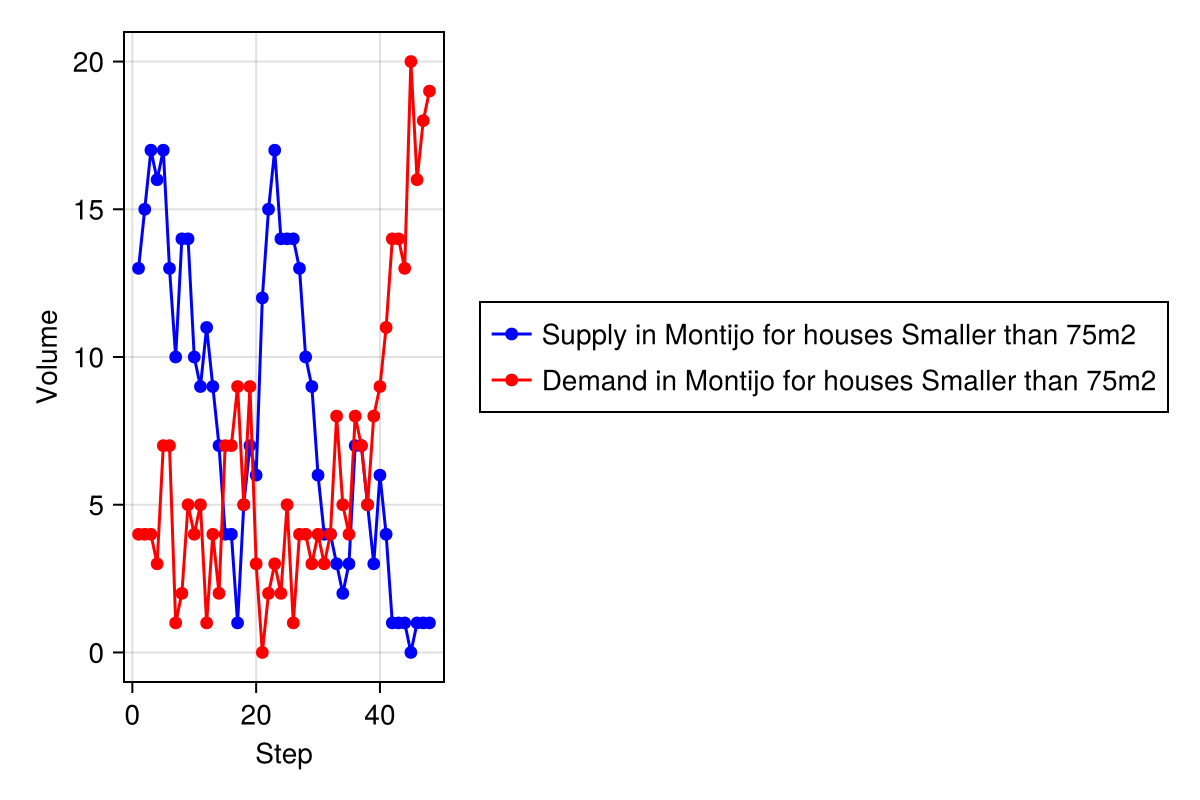 20
15
10
5
0
Volume
0 20 40
Step
Supply in Montijo for houses Smaller than 75m2
Demand in Montijo for houses Smaller than 75m2